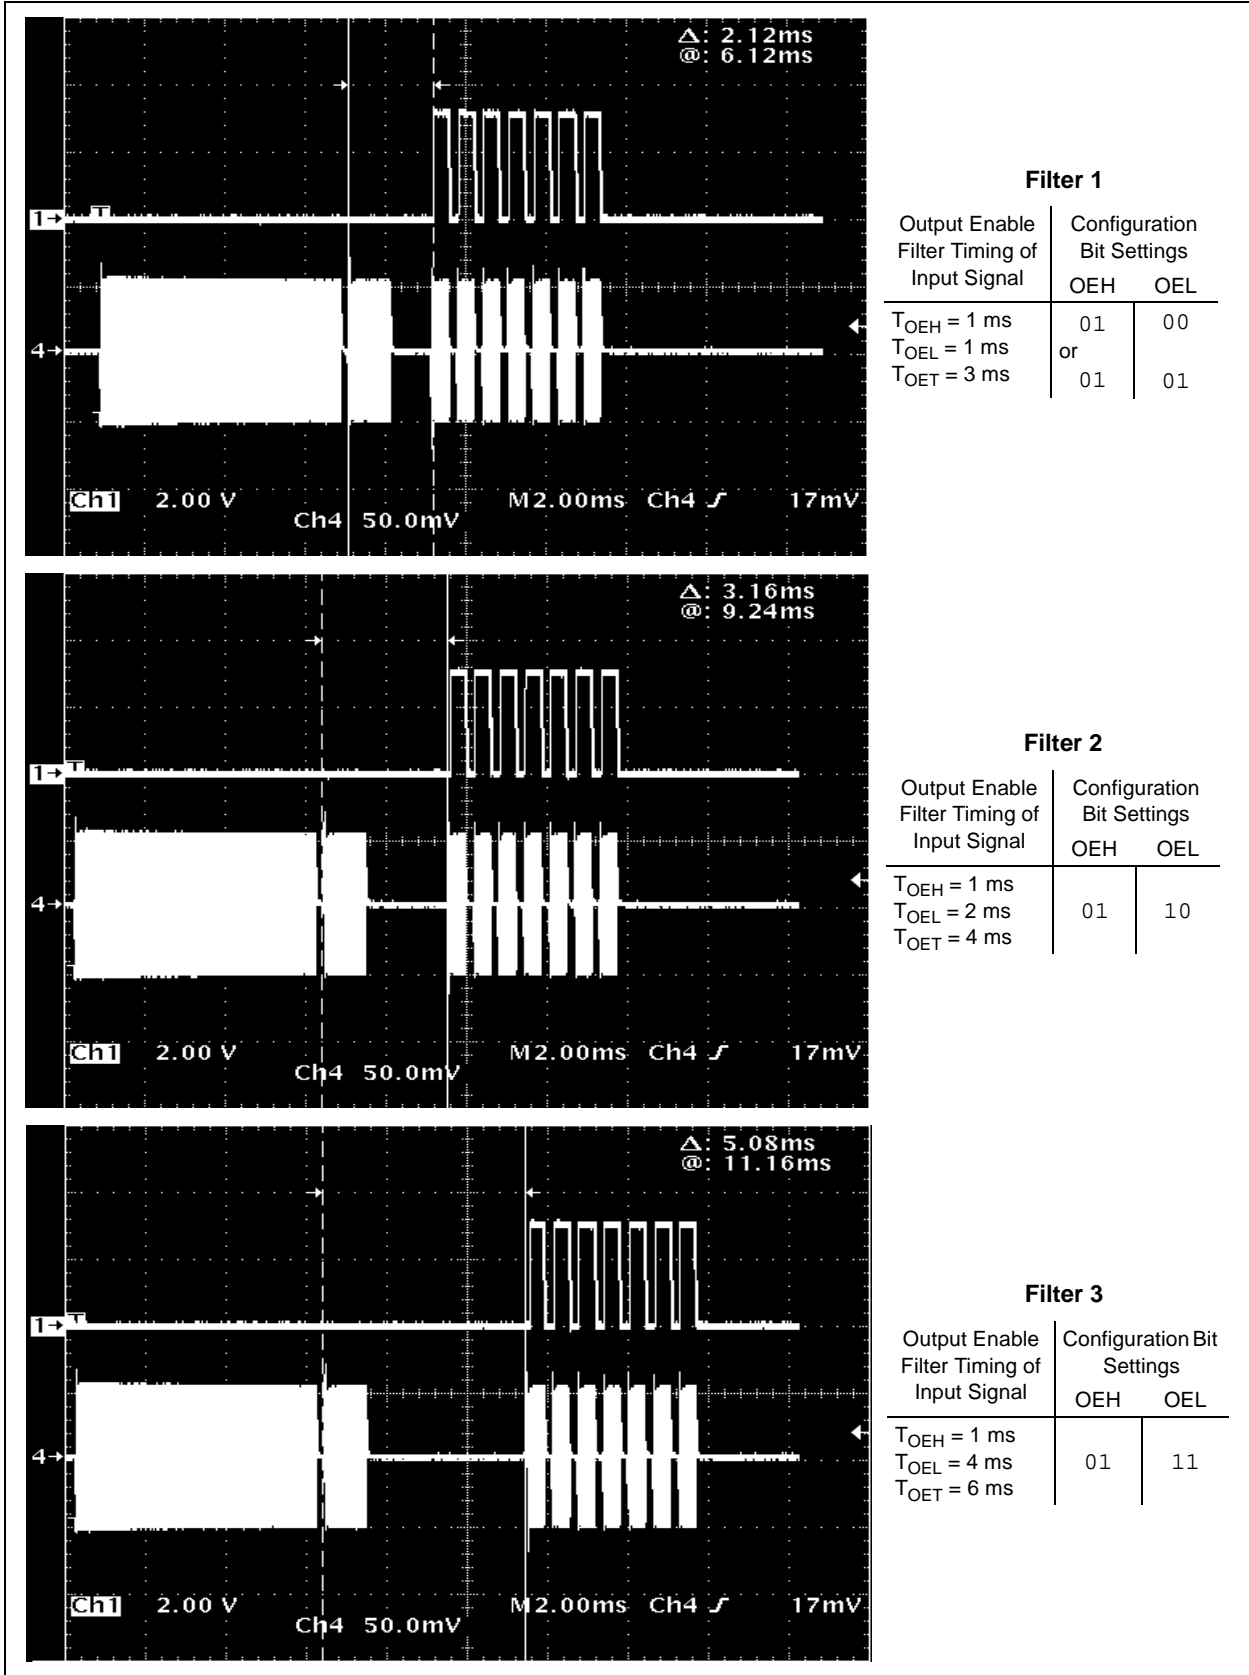 Δ: 2.12ms
@: 6.12ms
1→
T
4→
Ch1 2.00 V
Ch4 50.0mV
M2.00ms Ch4 ƒ 17mV
Filter 1
Output Enable Filter Timing of Input Signal
Configuration Bit Settings
OEH OEL
TOEH = 1 ms 01 00
TOEL = 1 ms or
TOET = 3 ms 01 01
Δ: 3.16ms
@: 9.24ms
1→
T
4→
Ch1 2.00 V
Ch4 50.0mV
M2.00ms Ch4 ƒ 17mV
Filter 2
Output Enable Filter Timing of Input Signal
Configuration Bit Settings
OEH OEL
TOEH = 1 ms
TOEL = 2 ms 01 10
TOET = 4 ms
Δ: 5.08ms
@: 11.16ms
1→
T
4→
Ch1 2.00 V
Ch4 50.0mV
M2.00ms Ch4 ƒ 17mV
Filter 3
Output Enable Filter Timing of Input Signal
Configuration Bit Settings
OEH OEL
TOEH = 1 ms
TOEL = 4 ms 01 11
TOET = 6 ms